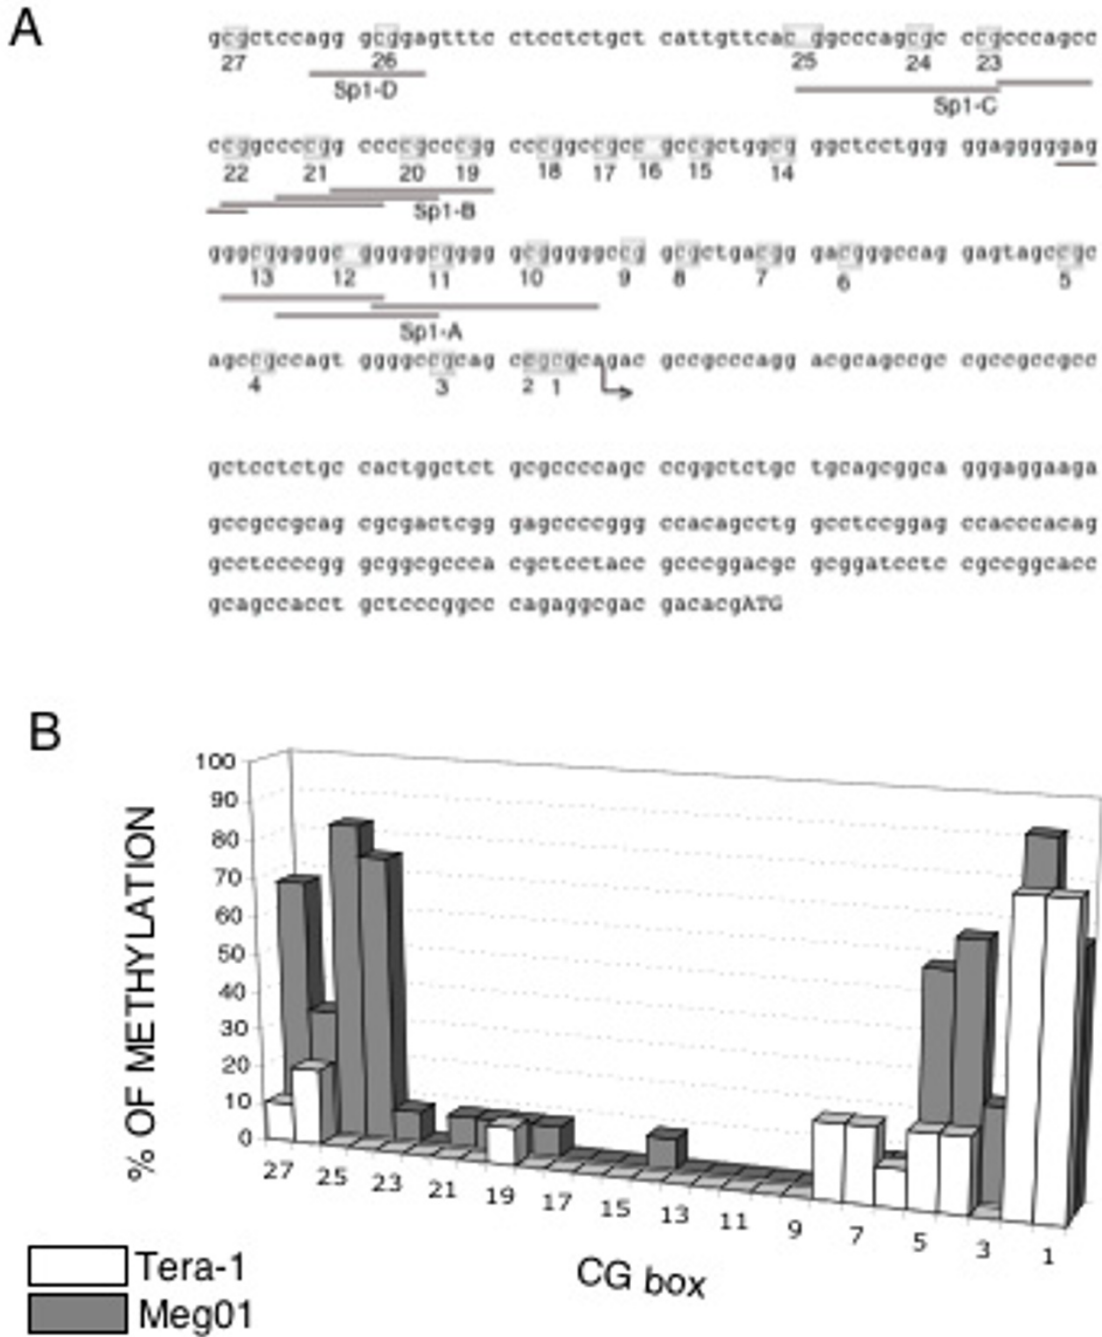 A
gcgctccagg gcggagtttc ctcctctgct cattgttcac ggcccagcgc ccgcccagcc
27 26 25 24 23
Sp1-D Sp1-C
ccggccccgg ccccgcccgg cccggccgcc gccgctggcg ggctcctggg ggagggggag
22 21 20 19 18 17 16 15 14
Sp1-B
gggcgggggc gggggcgggg gcgggggccg gcgctgacgg gacgggccag gagtagccgc
13 12 11 10 9 8 7 6 5
Sp1-A
agccgccagt ggggccgcag ccgcgcagac gccgcccagg acgcagccgc cgccgccgcc
4 3 2 1
gctcctctgc cactggctct gcgccccagc cccggctctgc tgcagcggca gggaggaaga
gccgccgcag cgcgactcgg gagccccggg ccacagcctg gcctccggag ccacccacag
gcctccccgg gcggcgccca cgctcctacc gcccggacgc gcggatcctc cgccggcacc
gcagccacct gctcccggcc cagaggcgac gacacgATG
B
% OF METHYLATION
100
90
80
70
60
50
40
30
20
10
0
27 25 23 21 19 17 15 13 11 9 7 5 3 1
CG box
Tera-1
Meg01